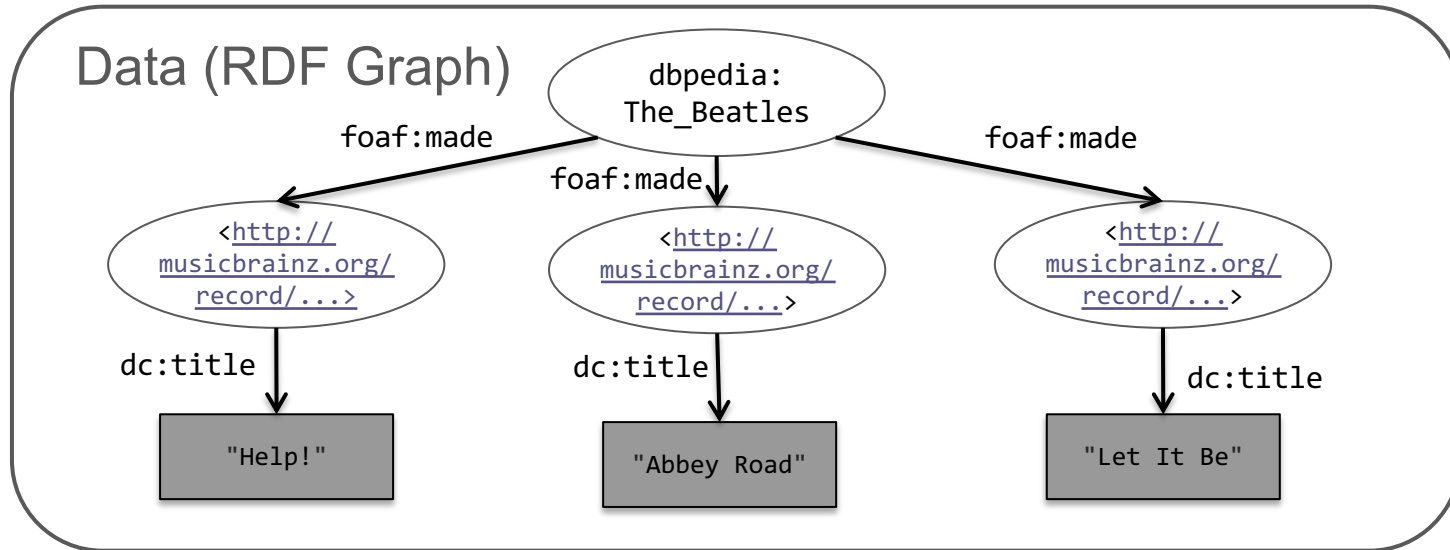 Data (RDF Graph)
dbpedia:
The_Beatles
foaf:made
foaf:made
foaf:made
<http://
musicbrainz.org/
record/...>
<http://
musicbrainz.org/
record/...>
<http://
musicbrainz.org/
record/...>
dc:title
dc:title
dc:title
"Help!"
"Abbey Road"
"Let It Be"